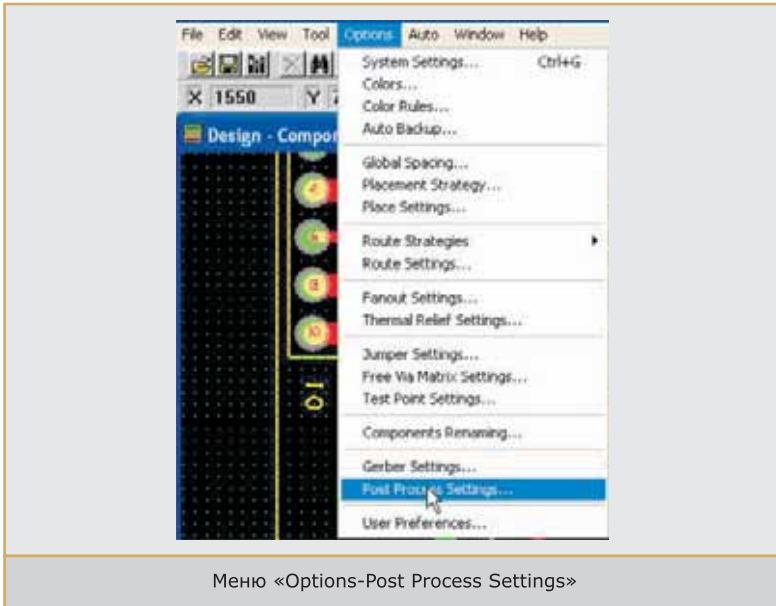 File Edit View Tool Options Auto Window Help
X 1550 Y
Design - Compo
System Settings... Ctrl+G
Colors...
Color Rules...
Auto Backup...
Global Spacing...
Placement Strategy...
Place Settings...
Route Strategies
Route Settings...
Fanout Settings...
Thermal Relief Settings...
Jumper Settings...
Free Via Matrix Settings...
Test Point Settings...
Components Renaming...
Gerber Settings...
Post Process Settings...
User Preferences...
10
Меню «Options-Post Process Settings»